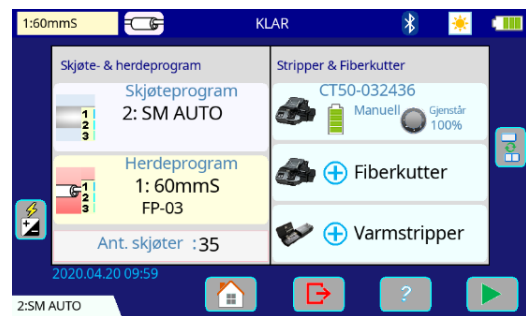 1:60mmS
KLAR
Skjøte- & herdeprogram
Skjøteprogram
2: SM AUTO
1
2
3
Herdeprogram
1: 60mmS
FP-03
1
2
3
Ant. skjøter :35
Stripper & Fiberkutter
CT50-032436
Manuell
Gjenstår
100%
Fiberkutter
Varmstripper
2020.04.20 09:59
2:SM AUTO
?